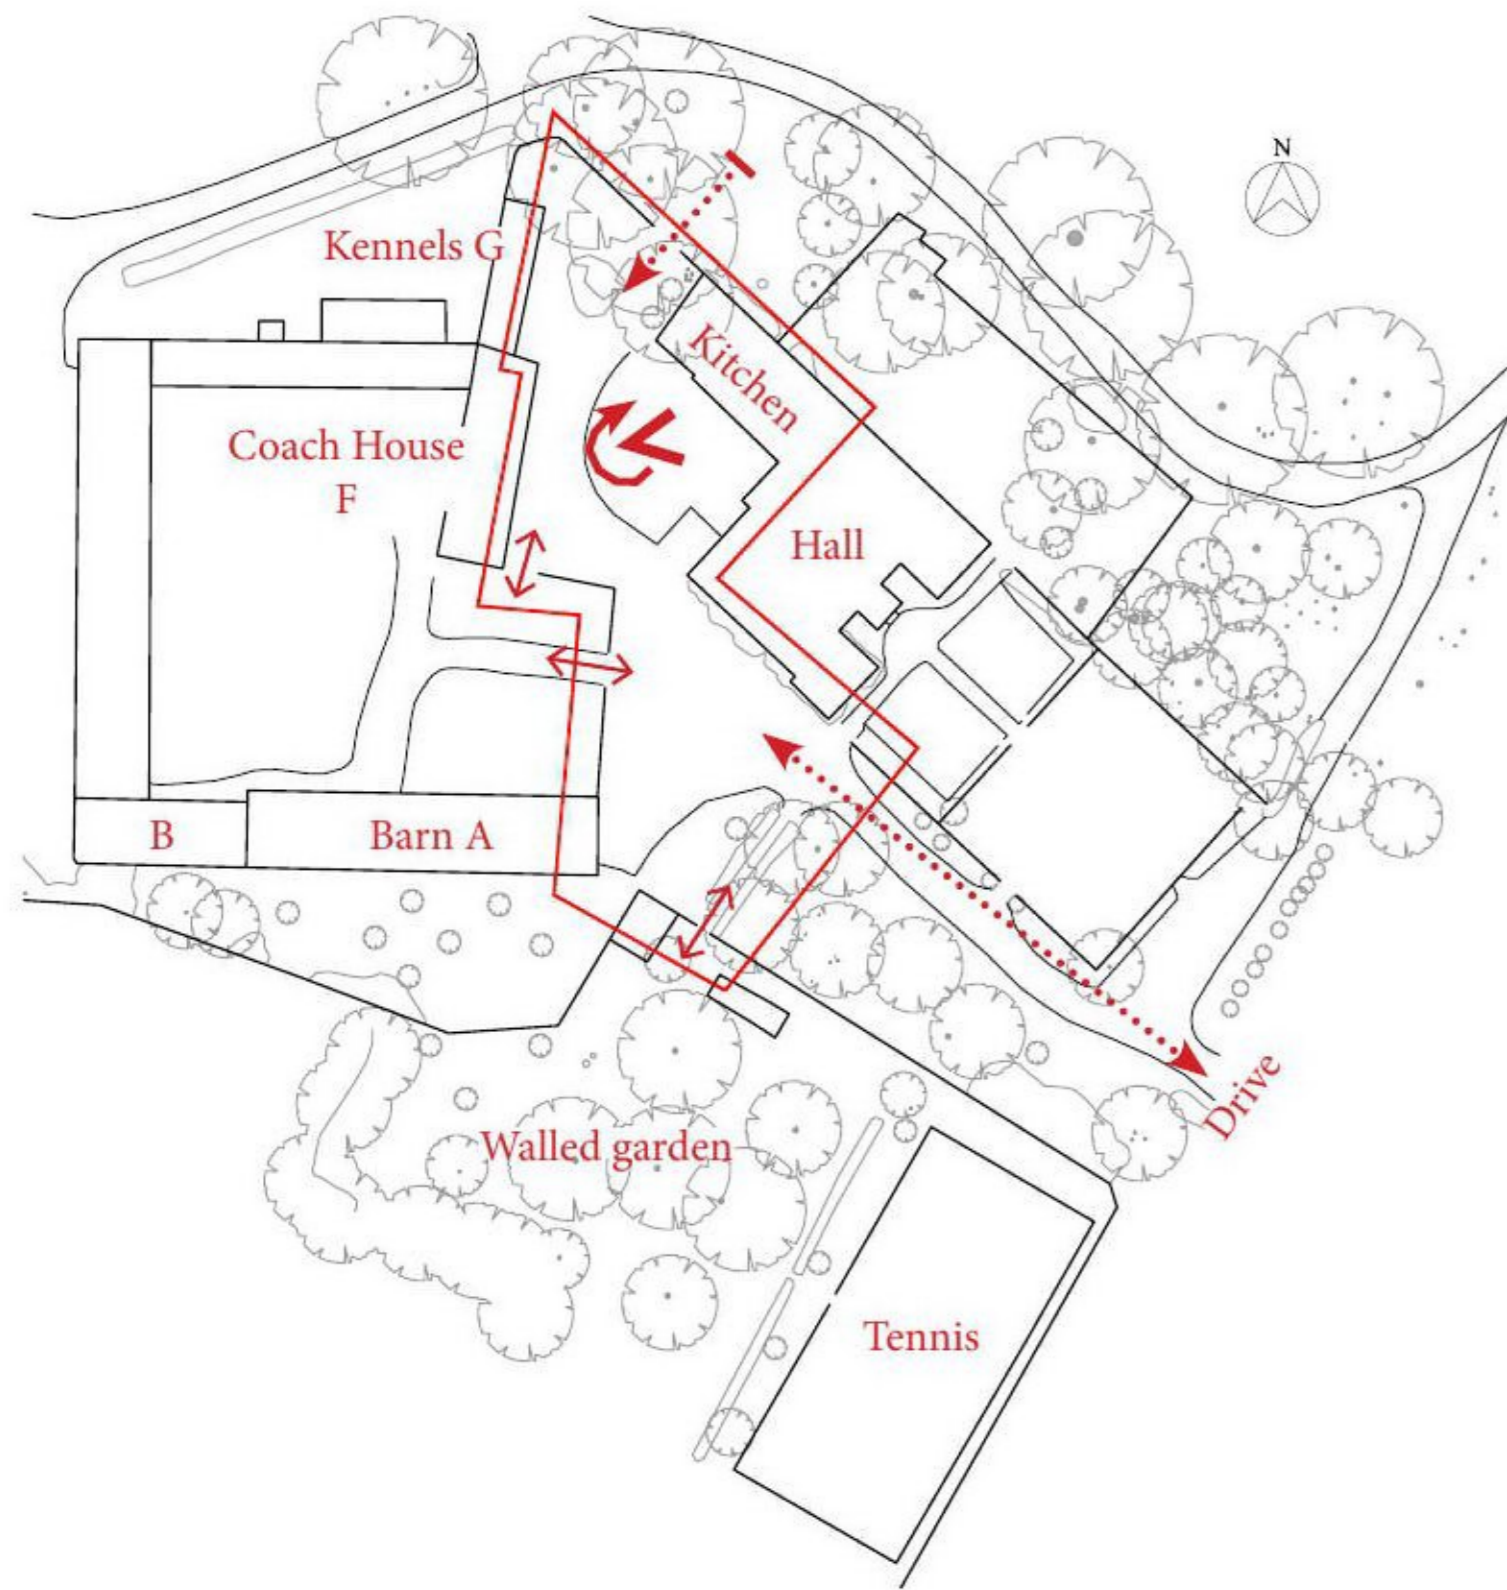 N
Kennels G
Kitchen
Coach House
F
Hall
B
Barn A
Drive
Walled garden
Tennis